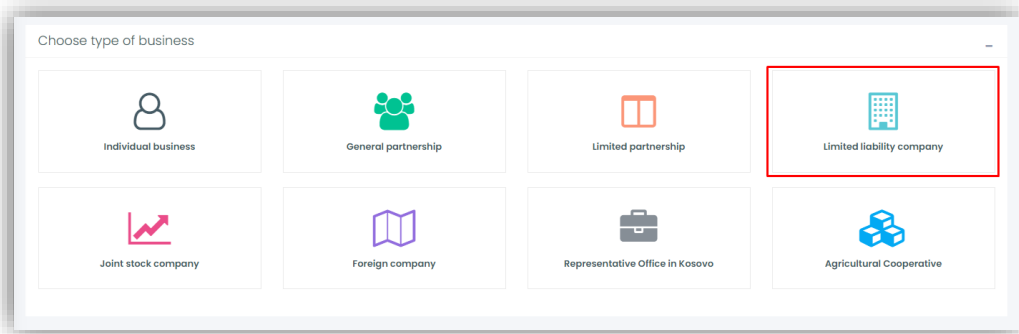 Choose type of business
Individual business
General partnership
Limited partnership
Limited liability company
Joint stock company
Foreign company
Representative Office in Kosovo
Agricultural Cooperative